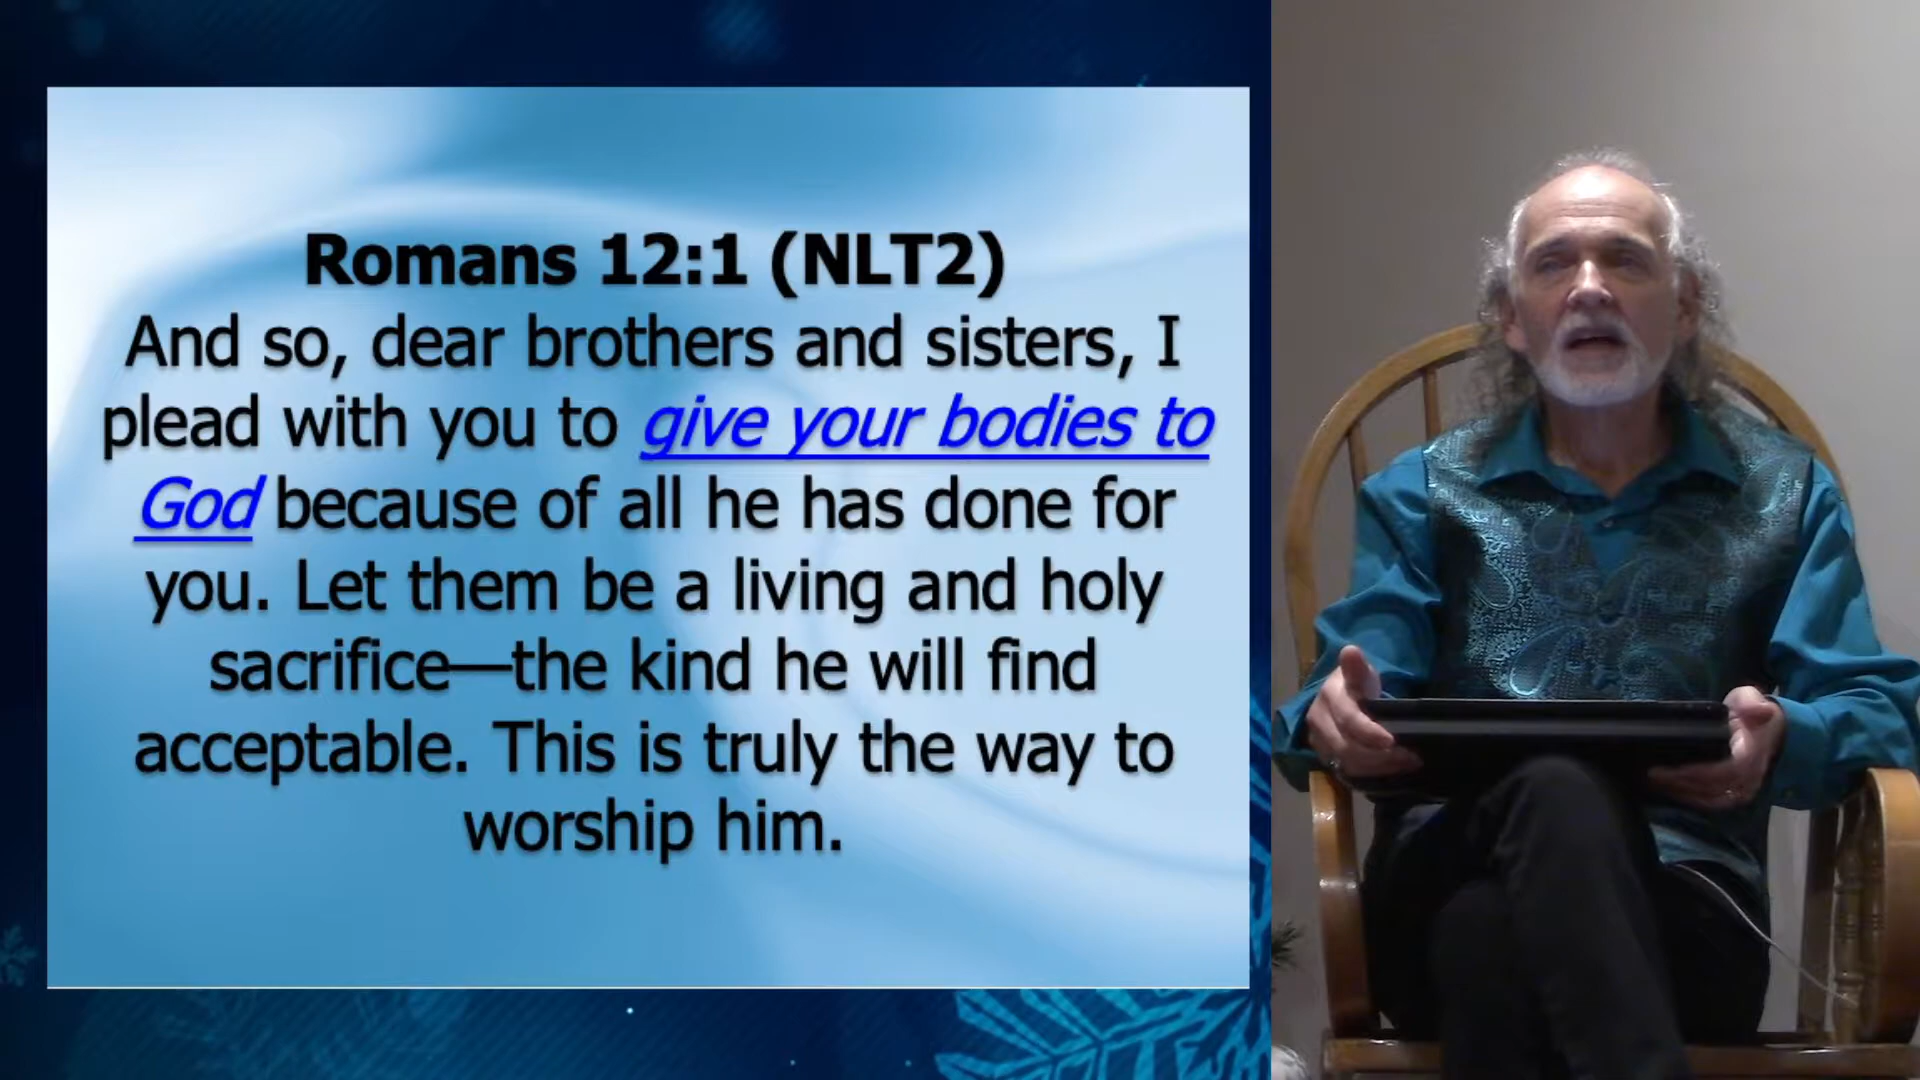 Romans 12:1 (NLT2)
And so, dear brothers and sisters, I
plead with you to give your bodies to
God because of all he has done for
you. Let them be a living and holy
sacrifice—the kind he will find
acceptable. This is truly the way to
worship him.